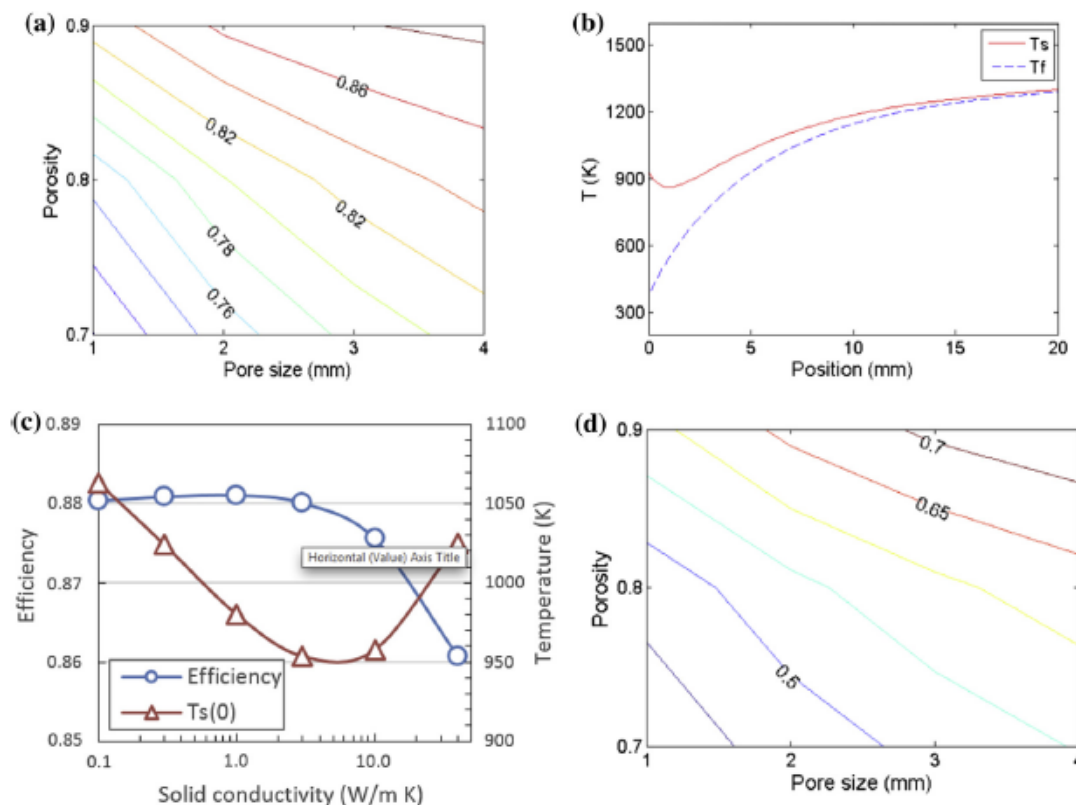 (a)
0.9
0.8
0.7
Porosity
0.86
0.82
0.82
0.78
0.76
1 2 3 4
Pore size (mm)
(b)
1500
1200
900
600
300
T (K)
Ts
Tf
0 5 10 15 20
Position (mm)
(c)
0.89
0.88
0.87
0.86
0.85
Efficiency
1100
1050
1000
950
900
Temperature (K)
Horizontal (Value) Axis Title
Efficiency
Ts(0)
0.1 1.0 10.0
Solid conductivity (W/m K)
(d)
0.9
0.8
0.7
Porosity
0.7
0.65
0.5
1 2 3 4
Pore size (mm)